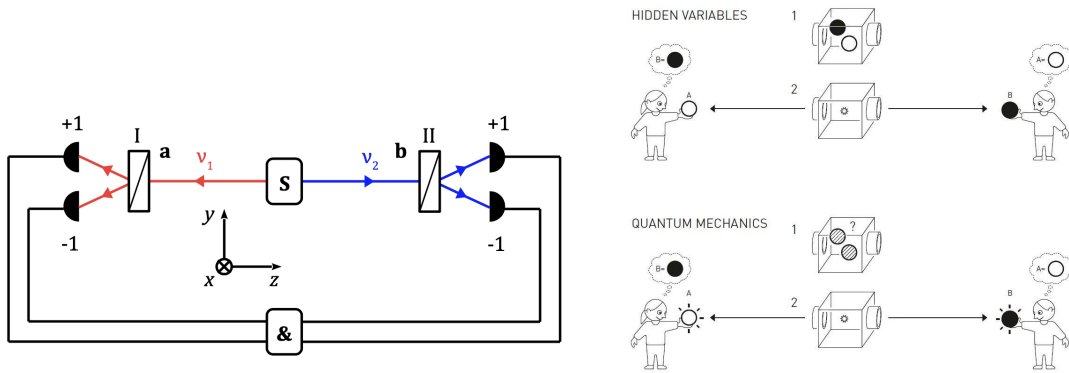 +1
I
a
ν₁
S
ν₂
b
II
+1
-1
-1
y
x
z
&
HIDDEN VARIABLES
1
B=
A=
2
A
B
QUANTUM MECHANICS
1
?
B=
A=
2
A
B